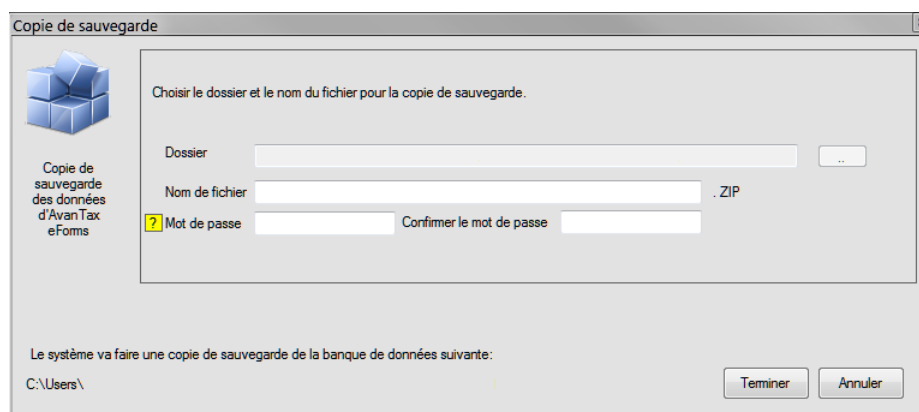 Copie de sauvegarde
Choisir le dossier et le nom du fichier pour la copie de sauvegarde.
Copie de
sauvegarde
des données
d'AvanTax
eForms
Dossier
..
Nom de fichier
. ZIP
? Mot de passe
Confirmer le mot de passe
Le système va faire une copie de sauvegarde de la banque de données suivante:
C:\Users\
Terminer
Annuler